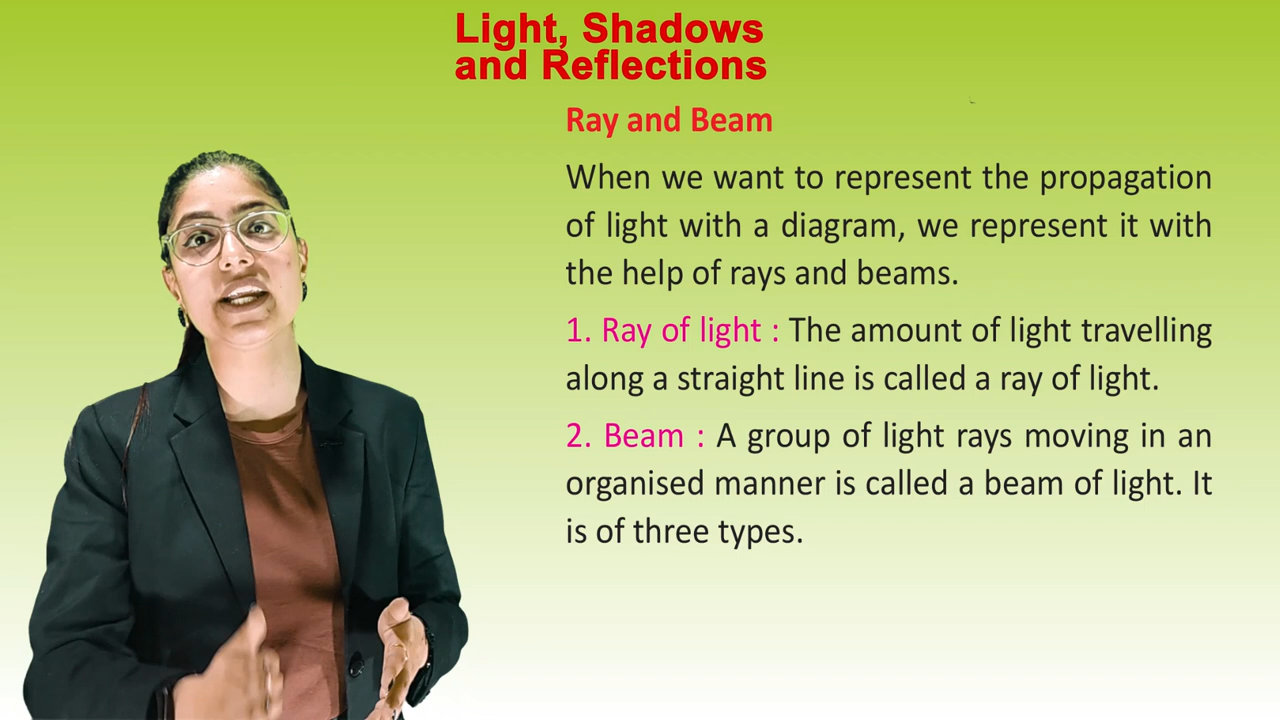 Light, Shadows
and Reflections
Ray and Beam
When we want to represent the propagation
of light with a diagram, we represent it with
the help of rays and beams.
1. Ray of light : The amount of light travelling
along a straight line is called a ray of light.
2. Beam : A group of light rays moving in an
organised manner is called a beam of light. It
is of three types.